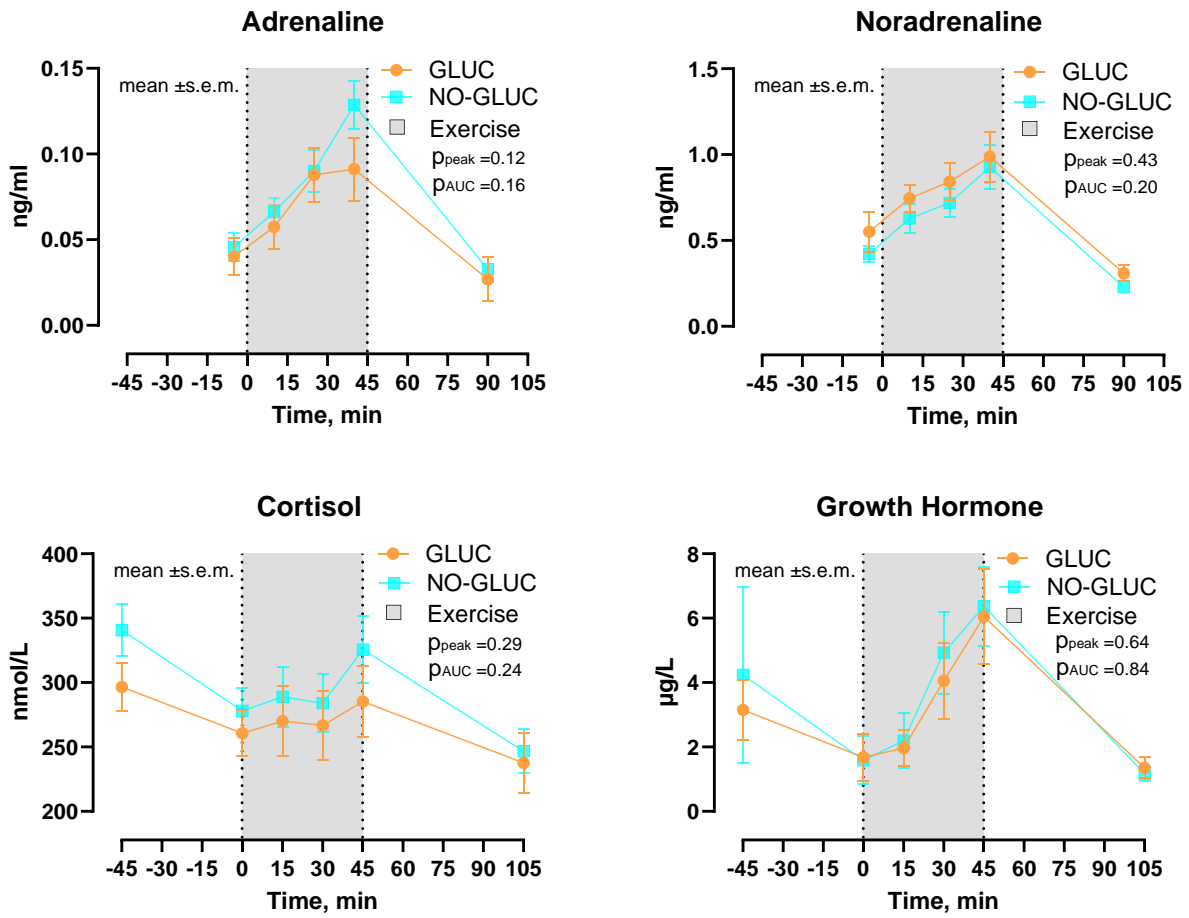 Adrenaline
0.15
0.10
0.05
0.00
ng/ml
mean ±s.e.m.
GLUC
NO-GLUC
Exercise
ppeak =0.12
pAUC =0.16
-45 -30 -15 0 15 30 45 60 75 90 105
Time, min
Noradrenaline
1.5
1.0
0.5
0.0
ng/ml
mean ±s.e.m.
GLUC
NO-GLUC
Exercise
ppeak =0.43
pAUC =0.20
-45 -30 -15 0 15 30 45 60 75 90 105
Time, min
Cortisol
400
350
300
250
200
nmol/L
mean ±s.e.m.
GLUC
NO-GLUC
Exercise
ppeak=0.29
pAUC =0.24
-45 -30 -15 0 15 30 45 60 75 90 105
Time, min
Growth Hormone
8
6
4
2
0
µg/L
mean ±s.e.m.
GLUC
NO-GLUC
Exercise
ppeak =0.64
pAUC =0.84
-45 -30 -15 0 15 30 45 60 75 90 105
Time, min